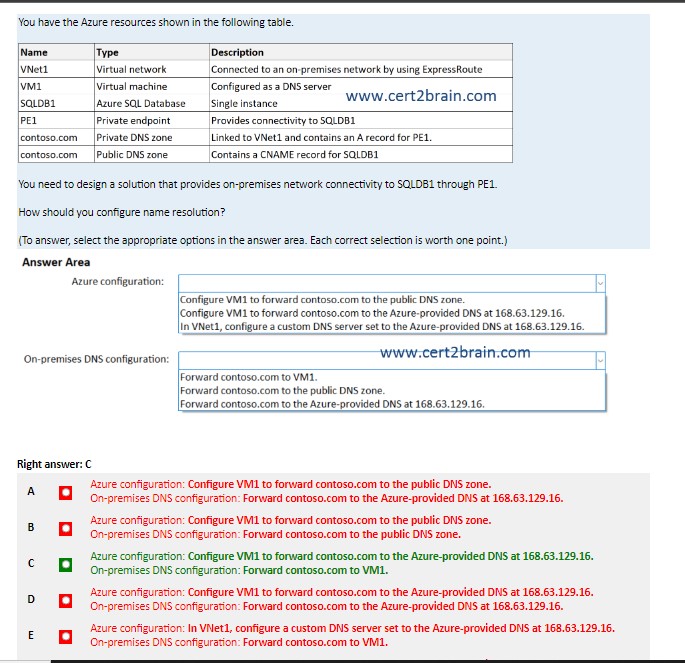 You have the Azure resources shown in the following table.
Name Type Description
VNet1 Virtual network Connected to an on-premises network by using ExpressRoute
VM1 Virtual machine Configured as a DNS server
www.cert2brain.com
SQLDB1 Azure SQL Database Single instance
PE1 Private endpoint Provides connectivity to SQLDB1
contoso.com Private DNS zone Linked to VNet1 and contains an A record for PE1.
contoso.com Public DNS zone Contains a CNAME record for SQLDB1
You need to design a solution that provides on-premises network connectivity to SQLDB1 through PE1.
How should you configure name resolution?
(To answer, select the appropriate options in the answer area. Each correct selection is worth one point.)
Answer Area
Azure configuration:
Configure VM1 to forward contoso.com to the public DNS zone.
Configure VM1 to forward contoso.com to the Azure-provided DNS at 168.63.129.16.
In VNet1, configure a custom DNS server set to the Azure-provided DNS at 168.63.129.16.
www.cert2brain.com
On-premises DNS configuration:
Forward contoso.com to VM1.
Forward contoso.com to the public DNS zone.
Forward contoso.com to the Azure-provided DNS at 168.63.129.16.
Right answer: C
A Azure configuration: Configure VM1 to forward contoso.com to the public DNS zone.
On-premises DNS configuration: Forward contoso.com to the Azure-provided DNS at 168.63.129.16.
B Azure configuration: Configure VM1 to forward contoso.com to the public DNS zone.
On-premises DNS configuration: Forward contoso.com to the public DNS zone.
C Azure configuration: Configure VM1 to forward contoso.com to the Azure-provided DNS at 168.63.129.16.
On-premises DNS configuration: Forward contoso.com to VM1.
D Azure configuration: Configure VM1 to forward contoso.com to the Azure-provided DNS at 168.63.129.16.
On-premises DNS configuration: Forward contoso.com to the Azure-provided DNS at 168.63.129.16.
E Azure configuration: In VNet1, configure a custom DNS server set to the Azure-provided DNS at 168.63.129.16.
On-premises DNS configuration: Forward contoso.com to VM1.